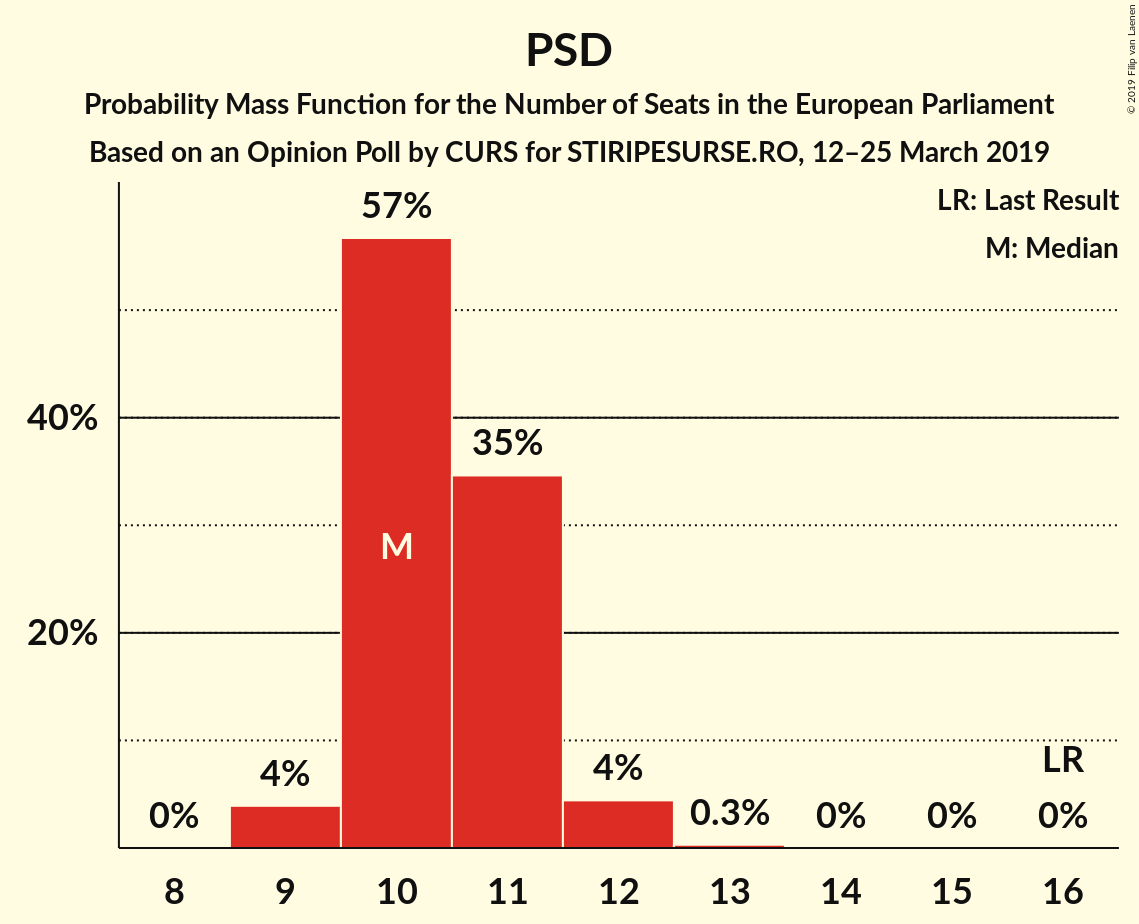 PSD
Probability Mass Function for the Number of Seats in the European Parliament
Based on an Opinion Poll by CURS for STIRIPESURSE.RO, 12–25 March 2019
© 2019 Filip van Laenen
LR: Last Result
M: Median
57%
40%
35%
M
20%
LR
0%
4%
4%
0.3%
0%
0%
0%
8
9
10
11
12
13
14
15
16